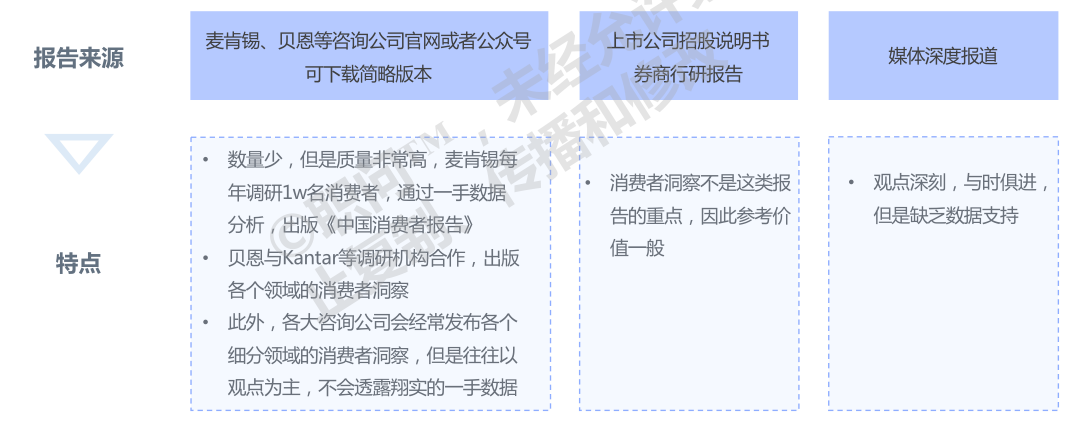 报告来源
麦肯锡、贝恩等咨询公司官网或者公众号
可下载简略版本
上市公司招股说明书
券商行研报告
媒体深度报道
特点
• 数量少，但是质量非常高，麦肯锡每
年调研1w名消费者，通过一手数据
分析，出版《中国消费者报告》
• 贝恩与Kantar等调研机构合作，出版
各个领域的消费者洞察
• 此外，各大咨询公司会经常发布各个
细分领域的消费者洞察，但是往往以
观点为主，不会透露翔实的一手数据
• 消费者洞察不是这类报
告的重点，因此参考价
值一般
• 观点深刻，与时俱进，
但是缺乏数据支持